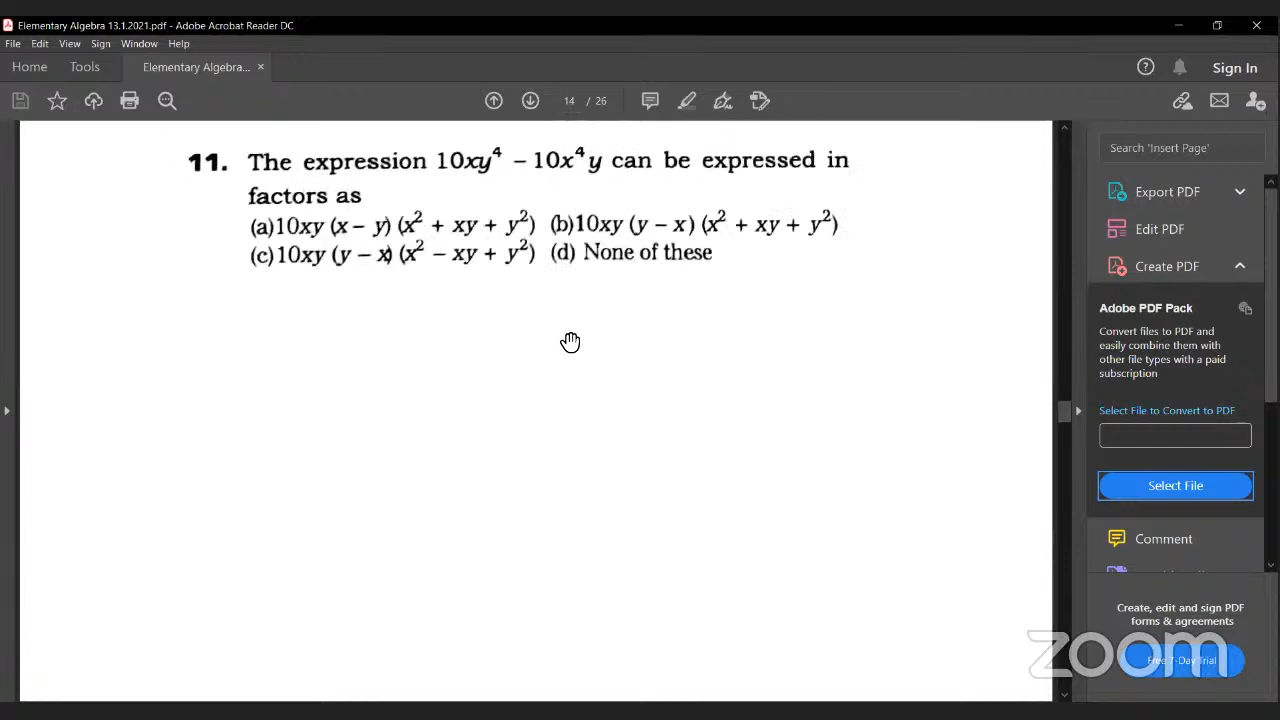 Elementary Algebra 13.1.2021.pdf - Adobe Acrobat Reader DC
File Edit View Sign Window Help
Home Tools Elementary Algebra... × Sign In
14 / 26
11. The expression 10xy⁴ – 10x⁴y can be expressed in
factors as
(a)10xy (x – y) (x² + xy + y²) (b)10xy (y – x) (x² + xy + y²)
(c)10xy (y – x) (x² – xy + y²) (d) None of these
Search 'Insert Page'
Export PDF
Edit PDF
Create PDF
Adobe PDF Pack
Convert files to PDF and
easily combine them with
other file types with a paid
subscription
Select File to Convert to PDF
Select File
Comment
Create, edit and sign PDF
forms & agreements
Free 7-Day Trial
zoom